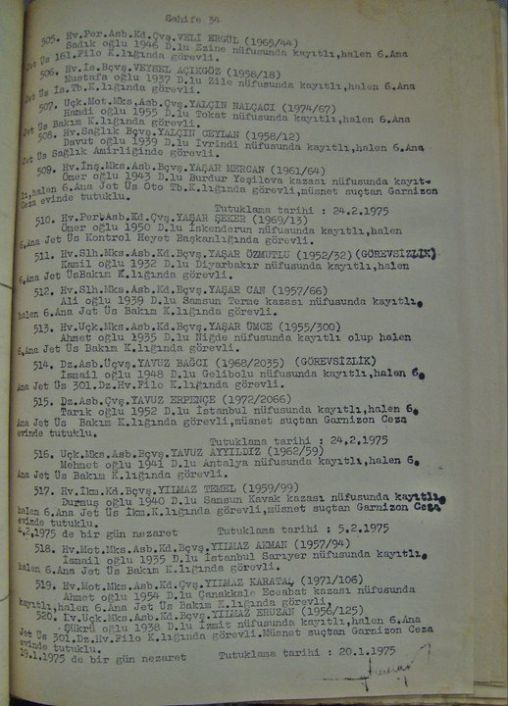 Sahife 34
505. Hv.Per.Asb.Kd.Çvş.VELİ ERGÜL (1965/44)
Sadık oğlu 1946 D.lu Ezine nüfusunda kayıtlı,halen 6.Ana
Jet Üs 161.Filo K.lığında görevli.
506. Hv.İs.Bçvş.VEYSEL AÇIKGÖZ (1958/18)
Mustafa oğlu 1937 D.lu Zile nüfusunda kayıtlı,halen 6.Ana
Jet Üs İs.Tb.K.lığında görevli.
507. Uçk.Mot.Mks.Asb.Çvş.YALÇIN NALÇACI (1974/67)
Hamdi oğlu 1955 D.lu Tokat nüfusunda kayıtlı,halen 6.Ana
Jet Üs Bakım K.lığında görevli.
508. Hv.Sağlık Bçvş.YALÇIN CEYLAN (1958/12)
Davut oğlu 1939 D.lu İvrindi nüfusunda kayıtlı,halen 6.Ana
Jet Üs Sağlık Amirliğinde görevli.
509. Hv.İnş.Mks.Asb.Bçvş.YAŞAR MERCAN (1961/64)
Ömer oğlu 1943 D.lu Burdur Yeşilova kazası nüfusunda kayıt-
lı,halen 6.Ana Jet Üs Oto Tb.K.lığında görevli,müsnet suçtan Garnizon
Ceza evinde tutuklu.
Tutuklama tarihi : 24.2.1975
510. Hv.Per.Asb.Kd.Çvş.YAŞAR ŞEKER (1969/13)
Ömer oğlu 1950 D.lu İskenderun nüfusunda kayıtlı,halen
6.Ana Jet Üs Kontrol Heyet Başkanlığında görevli.
511. Hv.Slh.Mks.Asb.Kd.Bçvş.YAŞAR ÖZMUTLU (1952/32) (GÖREVSİZLİK)
Kamil oğlu 1932 D.lu Diyarbakır nüfusunda kayıtlı,halen
6.Ana Jet ÜsBakım K.lığında görevli.
512. Hv.Slh.Mks.Asb.Kd.Bçvş.YAŞAR CAN (1957/66)
Ali oğlu 1939 D.lu Samsun Terme kazası nüfusunda kayıtlı,
halen 6.Ana Jet Üs Bakım K.lığında görevli.
513. Hv.Uçk.Mks.Asb.Kd.Bçvş.YAŞAR ÜMCE (1955/300)
Ahmet oğlu 1935 D.lu Niğde nüfusunda kayıtlı olup halen
6.Ana Jet Üs Bakım K.lığında görevli.
514. Dz.Asb.Üçvş.YAVUZ BAĞCI (1968/2035) (GÖREVSİZLİK)
İsmail oğlu 1948 D.lu Gelibolu nüfusunda kayıtlı,halen 6.
Ana Jet Üs 301.Dz.Hv.Filo K.lığında görevli.
515. Dz.Asb.Çvş.YAVUZ ERPENÇE (1972/2066)
Tarık oğlu 1952 D.lu İstanbul nüfusunda kayıtlı,halen 6.
Ana Jet Üs Bakım K.lığında görevli,müsnet suçtan Garnizon Ceza
evinde tutuklu.
Tutuklama tarihi : 24.2.1975
516. Uçk.Mks.Asb.Bçvş.YAVUZ AYYILDIZ (1962/59)
Mehmet oğlu 1941 D.lu Antalya nüfusunda kayıtlı,halen 6.
Ana Jet Üs Bakım K.lığında görevli.
517. Hv.İkm.Kd.Bçvş.YILMAZ TEMEL (1959/99)
Durmuş oğlu 1940 D.lu Samsun Kavak kazası nüfusunda kayıtlı,
halen 6.Ana Jet Üs İkm.K.lığında görevli,müsnet suçtan Garnizon Ceza
evinde tutuklu.
4.2.1975 de bir gün nezaret Tutuklama tarihi : 5.2.1975
518. Hv.Mot.Mks.Asb.Kd.Bçvş.YILMAZ AKMAN (1957/94)
İsmail oğlu 1935 D.lu İstanbul Sarıyer nüfusunda kayıtlı,
halen 6.Ana Jet Üs Bakım K.lığında görevli.
519. Hv.Mot.Mks.Asb.Kd.Çvş.YILMAZ KARATAL (1971/106)
Ahmet oğlu 1954 D.lu Çanakkale Eceabat kazası nüfusunda
kayıtlı,halen 6.Ana Jet Üs Bakım K.lığında görevli.
520. Lv.Uçk.Mks.Asb.Kd.Bçvş.YILMAZ ERUZAN (1956/125)
Şükrü oğlu 1938 D.lu İzmit nüfusunda kayıtlı,halen 6.Ana
Jet Üs 301.Dz.Hv.Filo K.lığında görevli.Müsnet suçtan Garnizon Ceza
evinde tutuklu.
19.1.1975 de bir gün nezaret Tutuklama tarihi : 20.1.1975